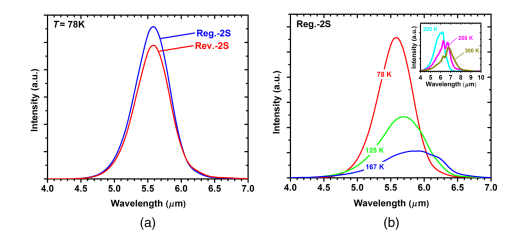 T= 78K
Reg.-2S
Rev.-2S
Intensity (a.u.)
4.0 4.5 5.0 5.5 6.0 6.5 7.0
Wavelength (μm)
(a)
Reg.-2S
78 K
125 K
167 K
200 K
250 K
300 K
Intensity (a.u.)
4 5 6 7 8 9 10
Wavelength (μm)
Intensity (a.u.)
4.0 4.5 5.0 5.5 6.0 6.5 7.0
Wavelength (μm)
(b)